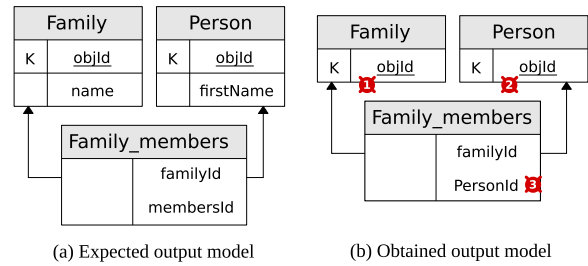 Family
K objId
name
Person
K objId
firstName
Family_members
familyId
membersId
(a) Expected output model
Family
K objId
1
Person
K objId
2
Family_members
familyId
PersonId 3
(b) Obtained output model